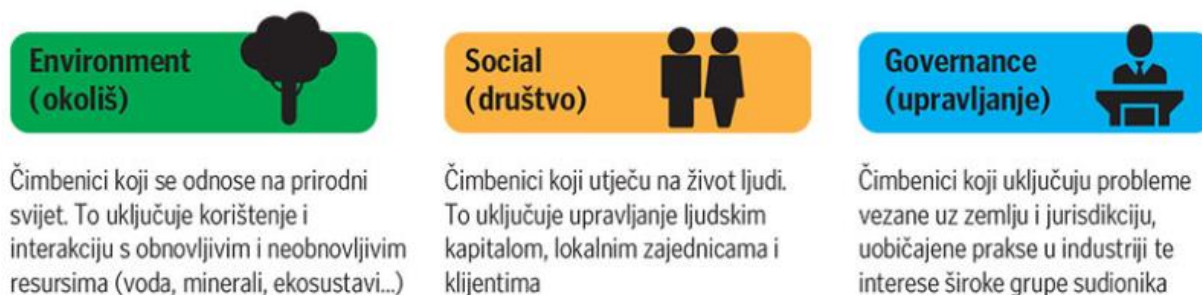 Environment
(okoliš)
Čimbenici koji se odnose na prirodni
svijet. To uključuje korištenje i
interakciju s obnovljivim i neobnovljivim
resursima (voda, minerali, ekosustavi...)
Social
(društvo)
Čimbenici koji utječu na život ljudi.
To uključuje upravljanje ljudskim
kapitalom, lokalnim zajednicama i
klijentima
Governance
(upravljanje)
Čimbenici koji uključuju probleme
vezane uz zemlju i jurisdikciju,
uobičajene prakse u industriji te
interese široke grupe sudionika